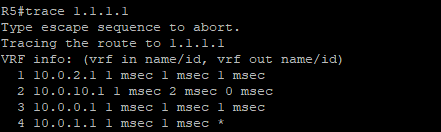 R5#trace 1.1.1.1
Type escape sequence to abort.
Tracing the route to 1.1.1.1
VRF info: (vrf in name/id, vrf out name/id)
  1 10.0.2.1 1 msec 1 msec 1 msec
  2 10.0.10.1 1 msec 2 msec 0 msec
  3 10.0.0.1 1 msec 1 msec 1 msec
  4 10.0.1.1 1 msec 1 msec *